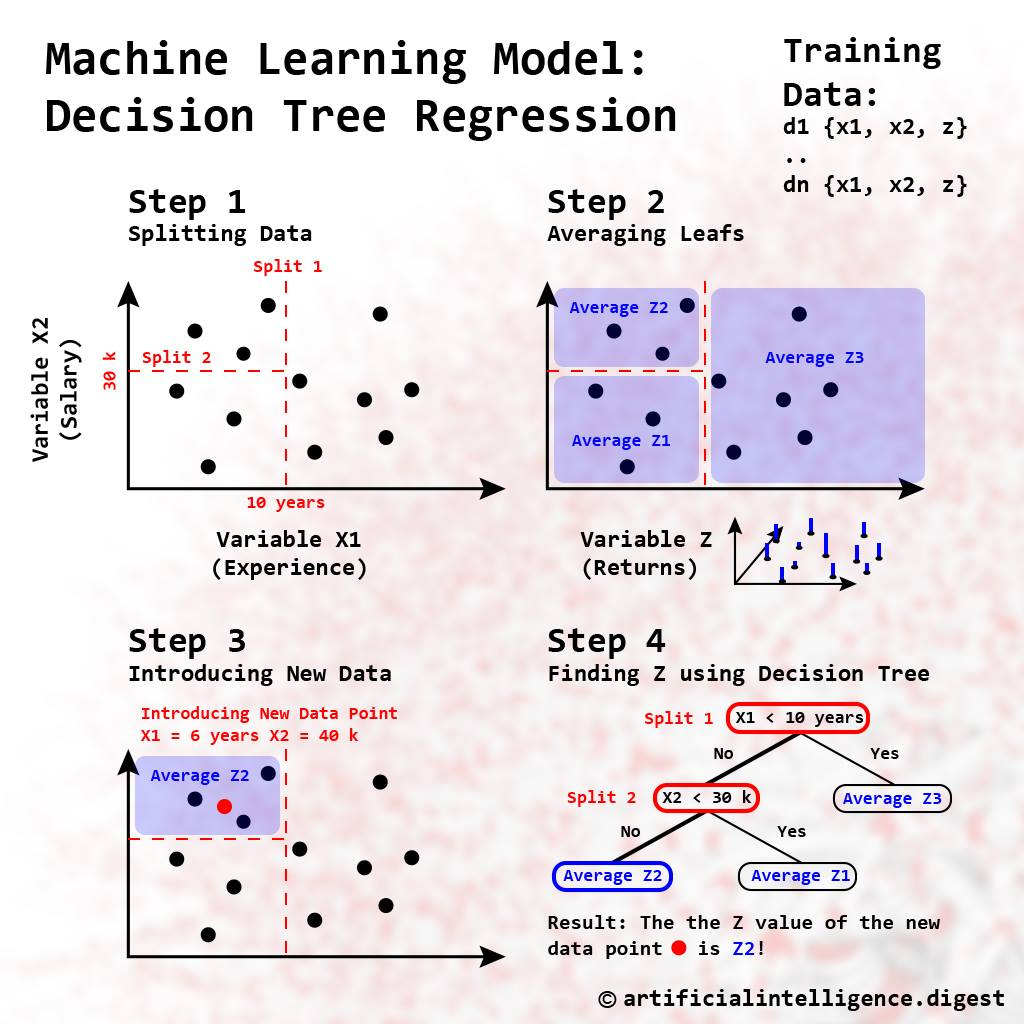 Machine Learning Model:
Decision Tree Regression
Training
Data:
d1 {x1, x2, z}
..
dn {x1, x2, z}
Step 1
Splitting Data
Split 1
Variable X2
(Salary)
30 k
Split 2
10 years
Variable X1
(Experience)
Step 2
Averaging Leafs
Average Z2
Average Z3
Average Z1
Variable Z
(Returns)
Step 3
Introducing New Data
Introducing New Data Point
X1 = 6 years X2 = 40 k
Average Z2
Step 4
Finding Z using Decision Tree
Split 1
X1 < 10 years
No
Yes
Split 2
X2 < 30 k
Average Z3
No
Yes
Average Z2
Average Z1
Result: The the Z value of the new
data point is Z2!
© artificialintelligence.digest